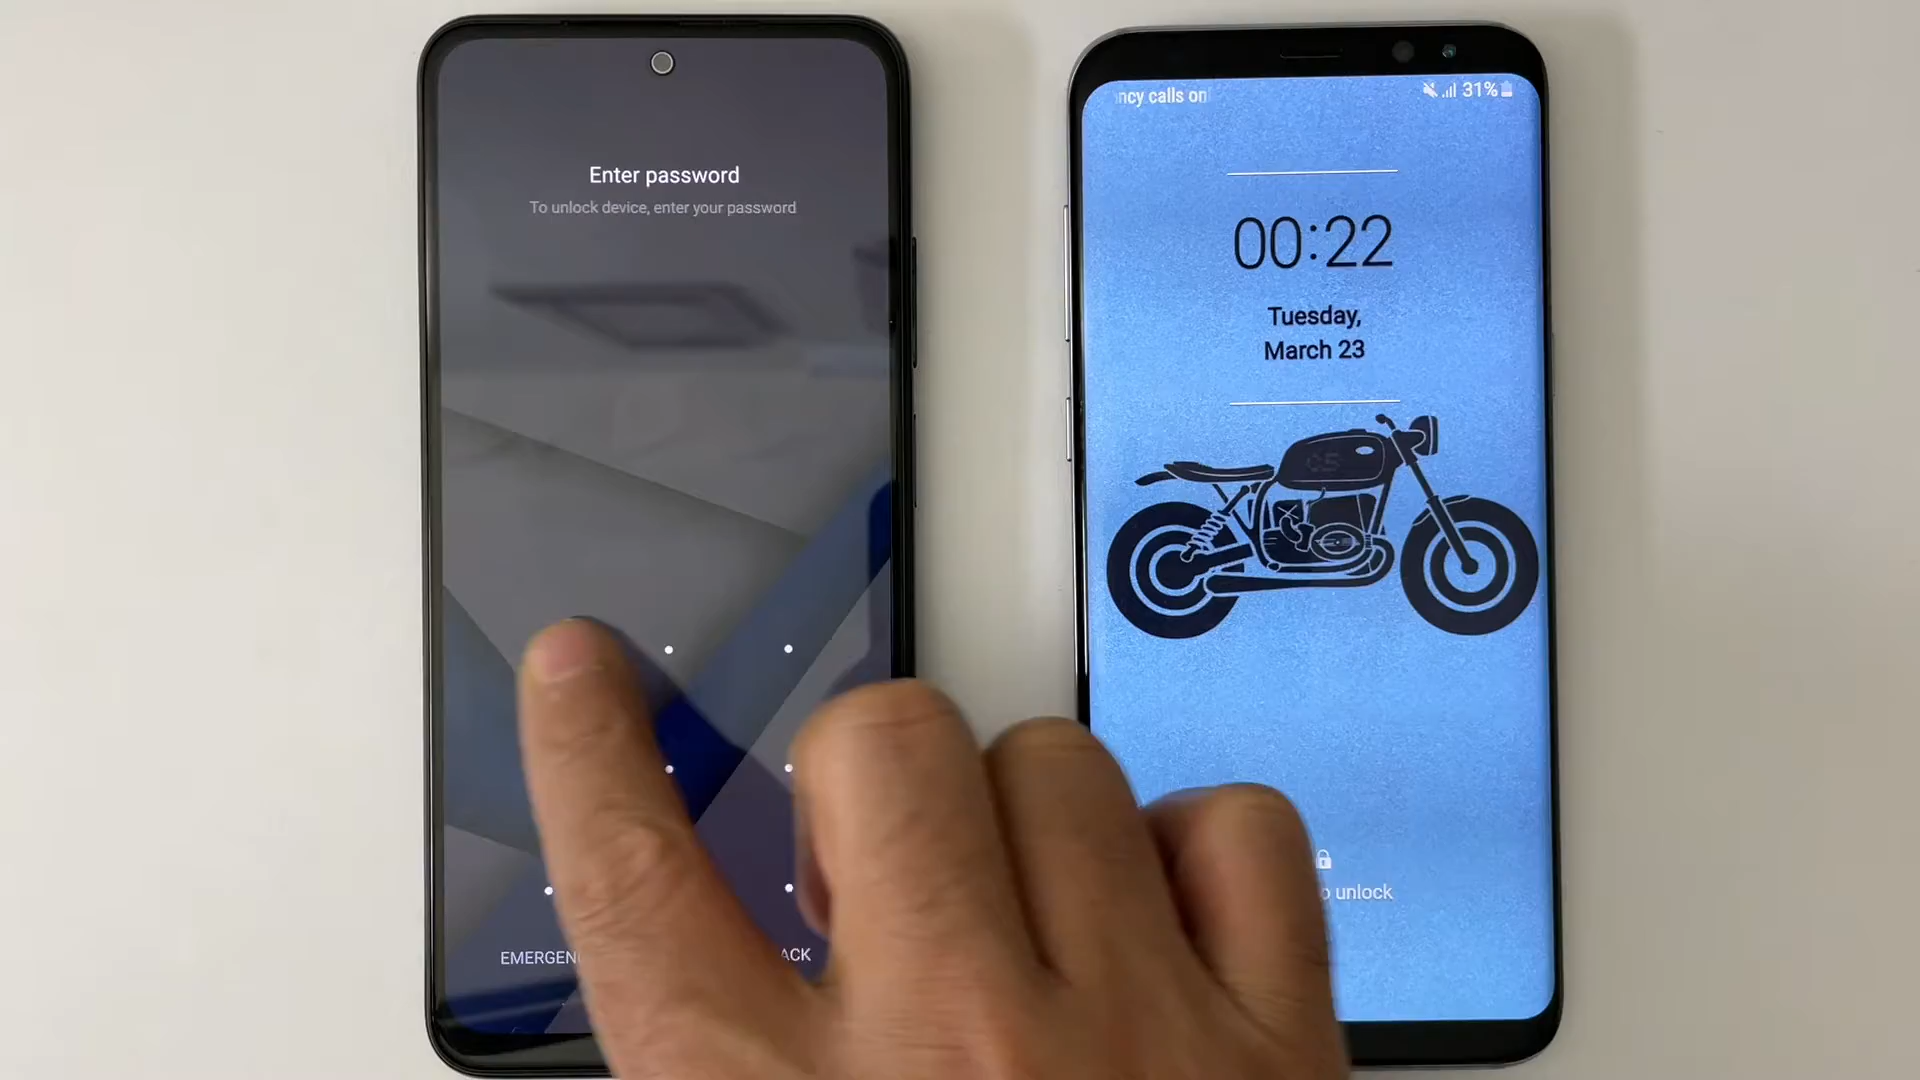 Enter password
To unlock device, enter your password
EMERGEN
ACK
ncy calls on
31%
00:22
Tuesday,
March 23
o unlock